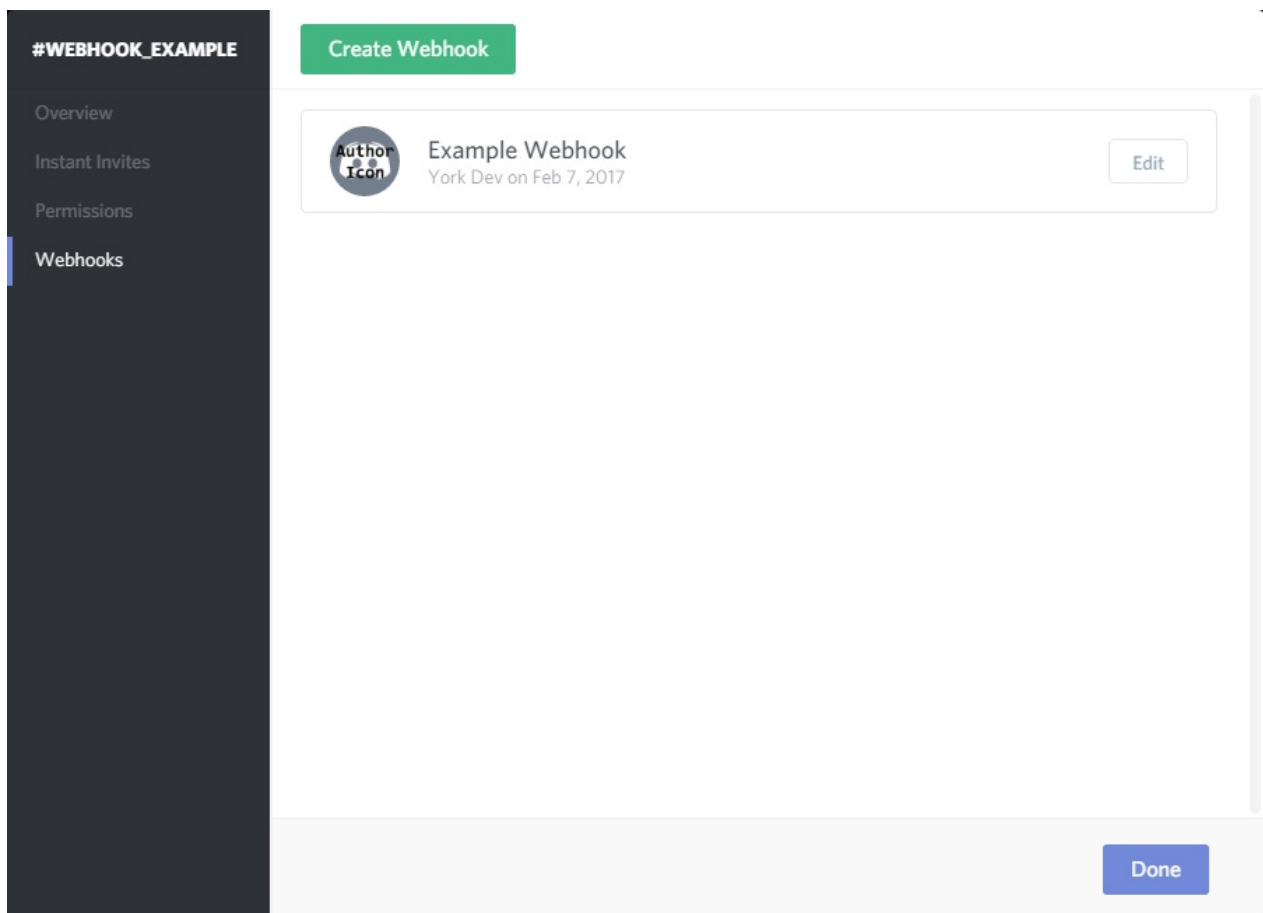 #WEBHOOK_EXAMPLE
Overview
Instant Invites
Permissions
Webhooks
Create Webhook
Author
Icon
Example Webhook
York Dev on Feb 7, 2017
Edit
Done